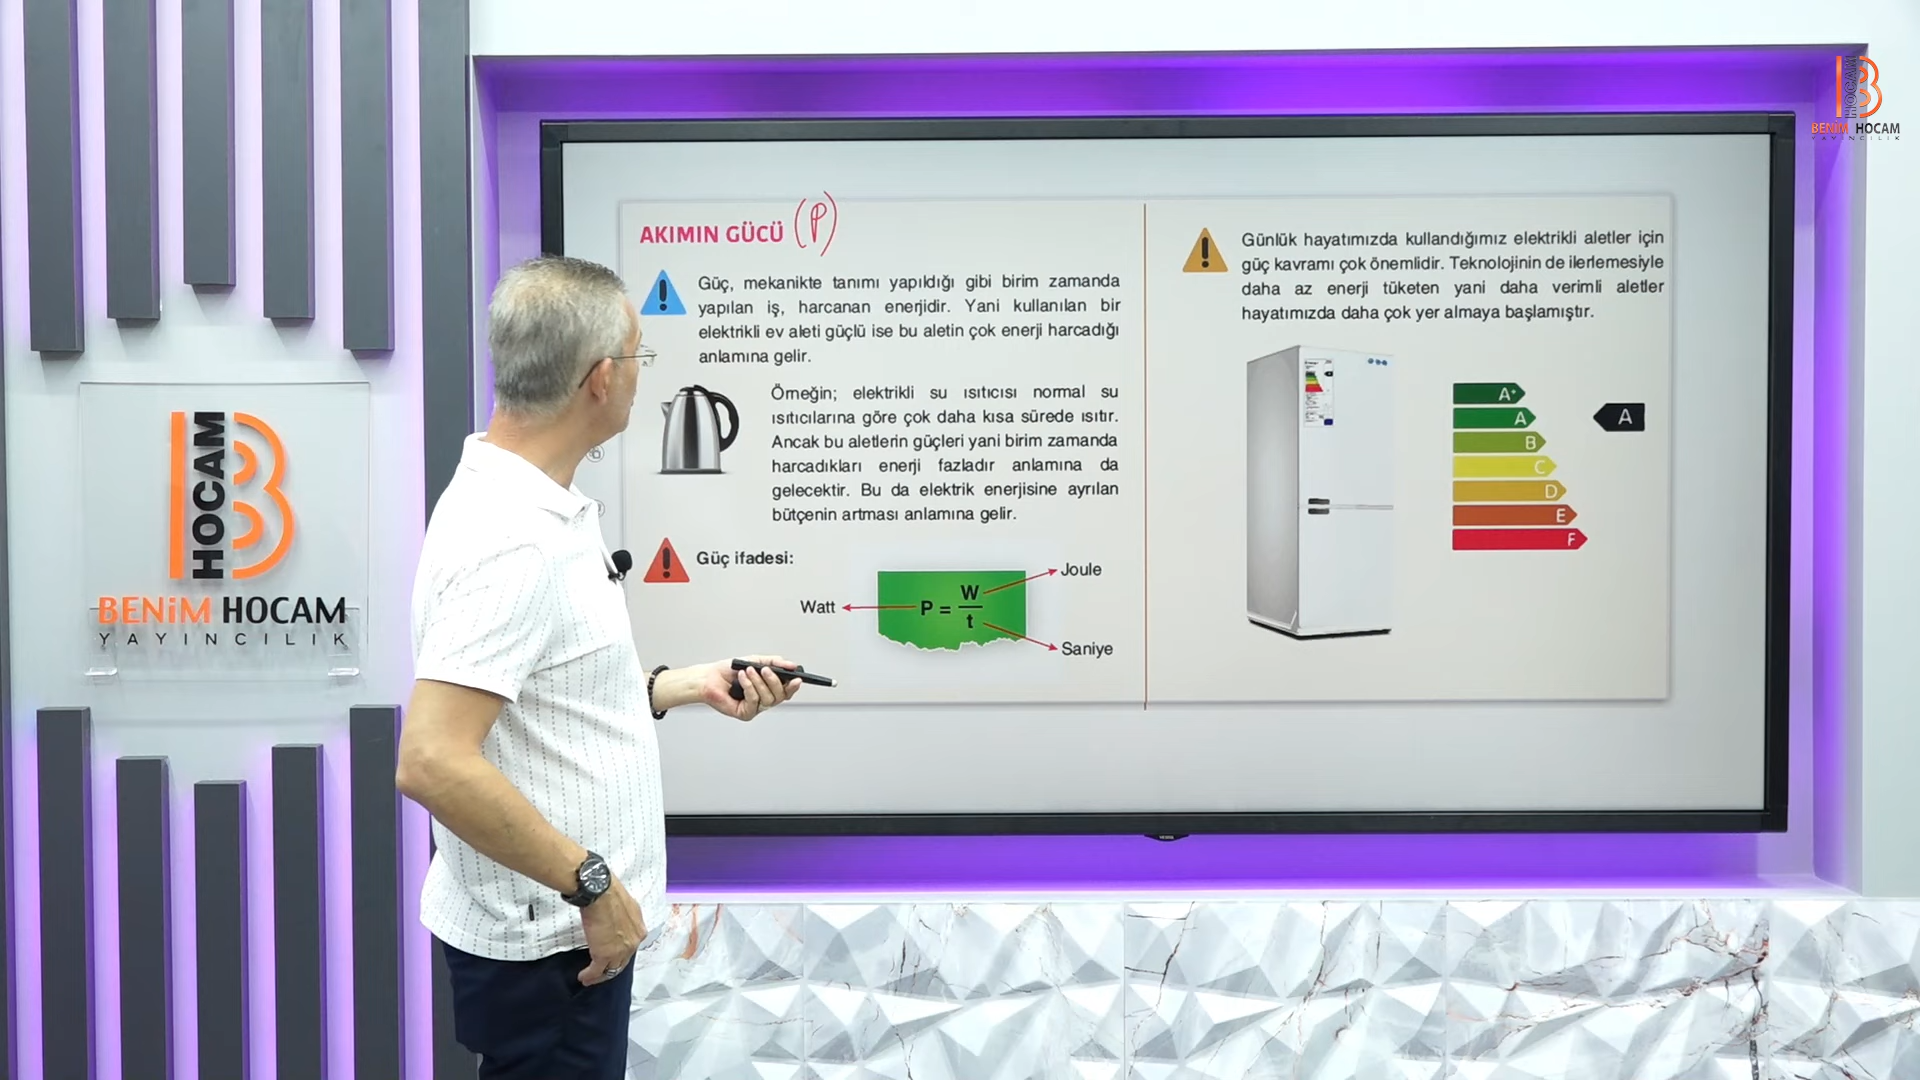 AKIMIN GÜCÜ (P)
Güç, mekanikte tanımı yapıldığı gibi birim zamanda
yapılan iş, harcanan enerjidir. Yani kullanılan bir
elektrikli ev aleti güçlü ise bu aletin çok enerji harcadığı
anlamına gelir.
Örneğin; elektrikli su ısıtıcısı normal su
ısıtıcılarına göre çok daha kısa sürede ısıtır.
Ancak bu aletlerin güçleri yani birim zamanda
harcadıkları enerji fazladır anlamına da
gelecektir. Bu da elektrik enerjisine ayrılan
bütçenin artması anlamına gelir.
Güç ifadesi:
Joule
Watt
P = W/t
Saniye
Günlük hayatımızda kullandığımız elektrikli aletler için
güç kavramı çok önemlidir. Teknolojinin de ilerlemesiyle
daha az enerji tüketen yani daha verimli aletler
hayatımızda daha çok yer almaya başlamıştır.
A+
A
B
C
D
E
F
A
B
HOCAM
BENİM HOCAM
YAYINCILIK
B
HOCAM
BENİM HOCAM
YAYINCILIK